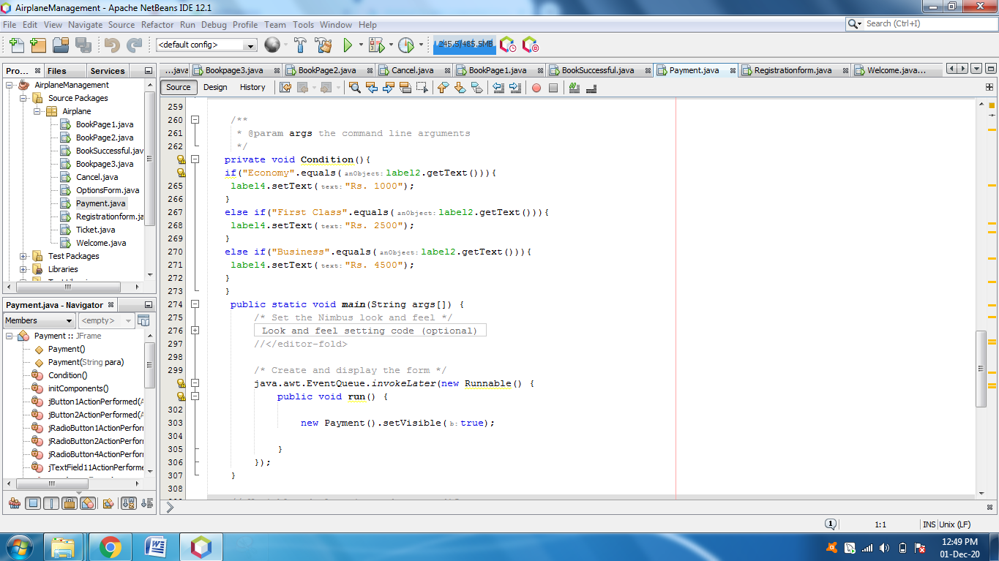 AirplaneManagement - Apache NetBeans IDE 12.1
File Edit View Navigate Source Refactor Run Debug Profile Team Tools Window Help
Search (Ctrl+I)
<default config>
245.5/485.5MB
Pro... Files Services
AirplaneManagement
Source Packages
Airplane
BookPage1.java
BookPage2.java
BookSuccessful.jav
Bookpage3.java
Cancel.java
OptionsForm.java
Payment.java
Registrationform.ja
Ticket.java
Welcome.java
Test Packages
Libraries
Payment.java - Navigator
Members <empty>
Payment :: JFrame
Payment()
Payment(String para)
Condition()
initComponents()
jButton1ActionPerformed(A
jButton2ActionPerformed(A
jRadioButton1ActionPerfor
jRadioButton2ActionPerfor
jRadioButton4ActionPerfor
jTextField11ActionPerforme
...java Bookpage3.java BookPage2.java Cancel.java BookPage1.java BookSuccessful.java Payment.java Registrationform.java Welcome.java...
Source Design History
259
260 /**
261 * @param args the command line arguments
262 */
private void Condition(){
if("Economy".equals( anObject: label2.getText())){
265 label4.setText( text: "Rs. 1000");
266 }
267 else if("First Class".equals( anObject: label2.getText())){
268 label4.setText( text: "Rs. 2500");
269 }
270 else if("Business".equals( anObject: label2.getText())){
271 label4.setText( text: "Rs. 4500");
272 }
273 }
274 public static void main(String args[]) {
275 /* Set the Nimbus look and feel */
276 Look and feel setting code (optional)
297 //</editor-fold>
298
299 /* Create and display the form */
java.awt.EventQueue.invokeLater(new Runnable() {
public void run() {
302
303 new Payment().setVisible( b: true);
304
305 }
306 });
307 }
308
1
1:1 INS Unix (LF)
12:49 PM
01-Dec-20